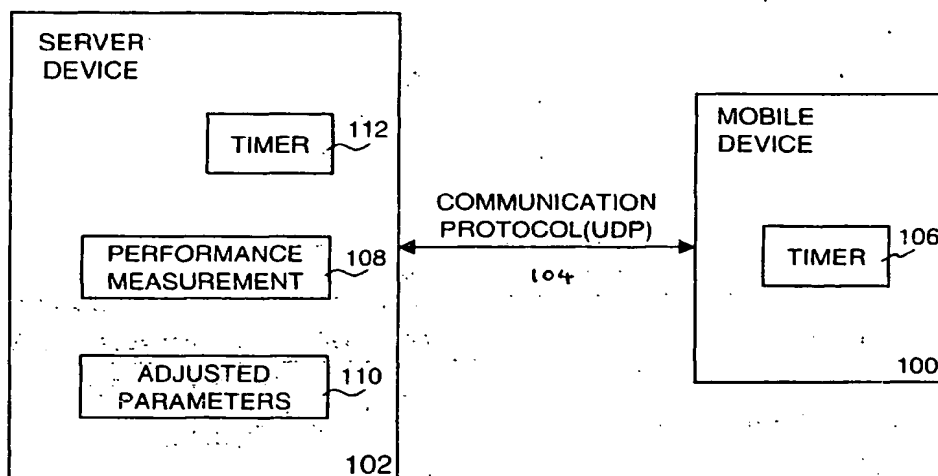 SERVER
DEVICE
TIMER
112
PERFORMANCE
MEASUREMENT
108
ADJUSTED
PARAMETERS
110
102
COMMUNICATION
PROTOCOL(UDP)
104
MOBILE
DEVICE
TIMER
106
100